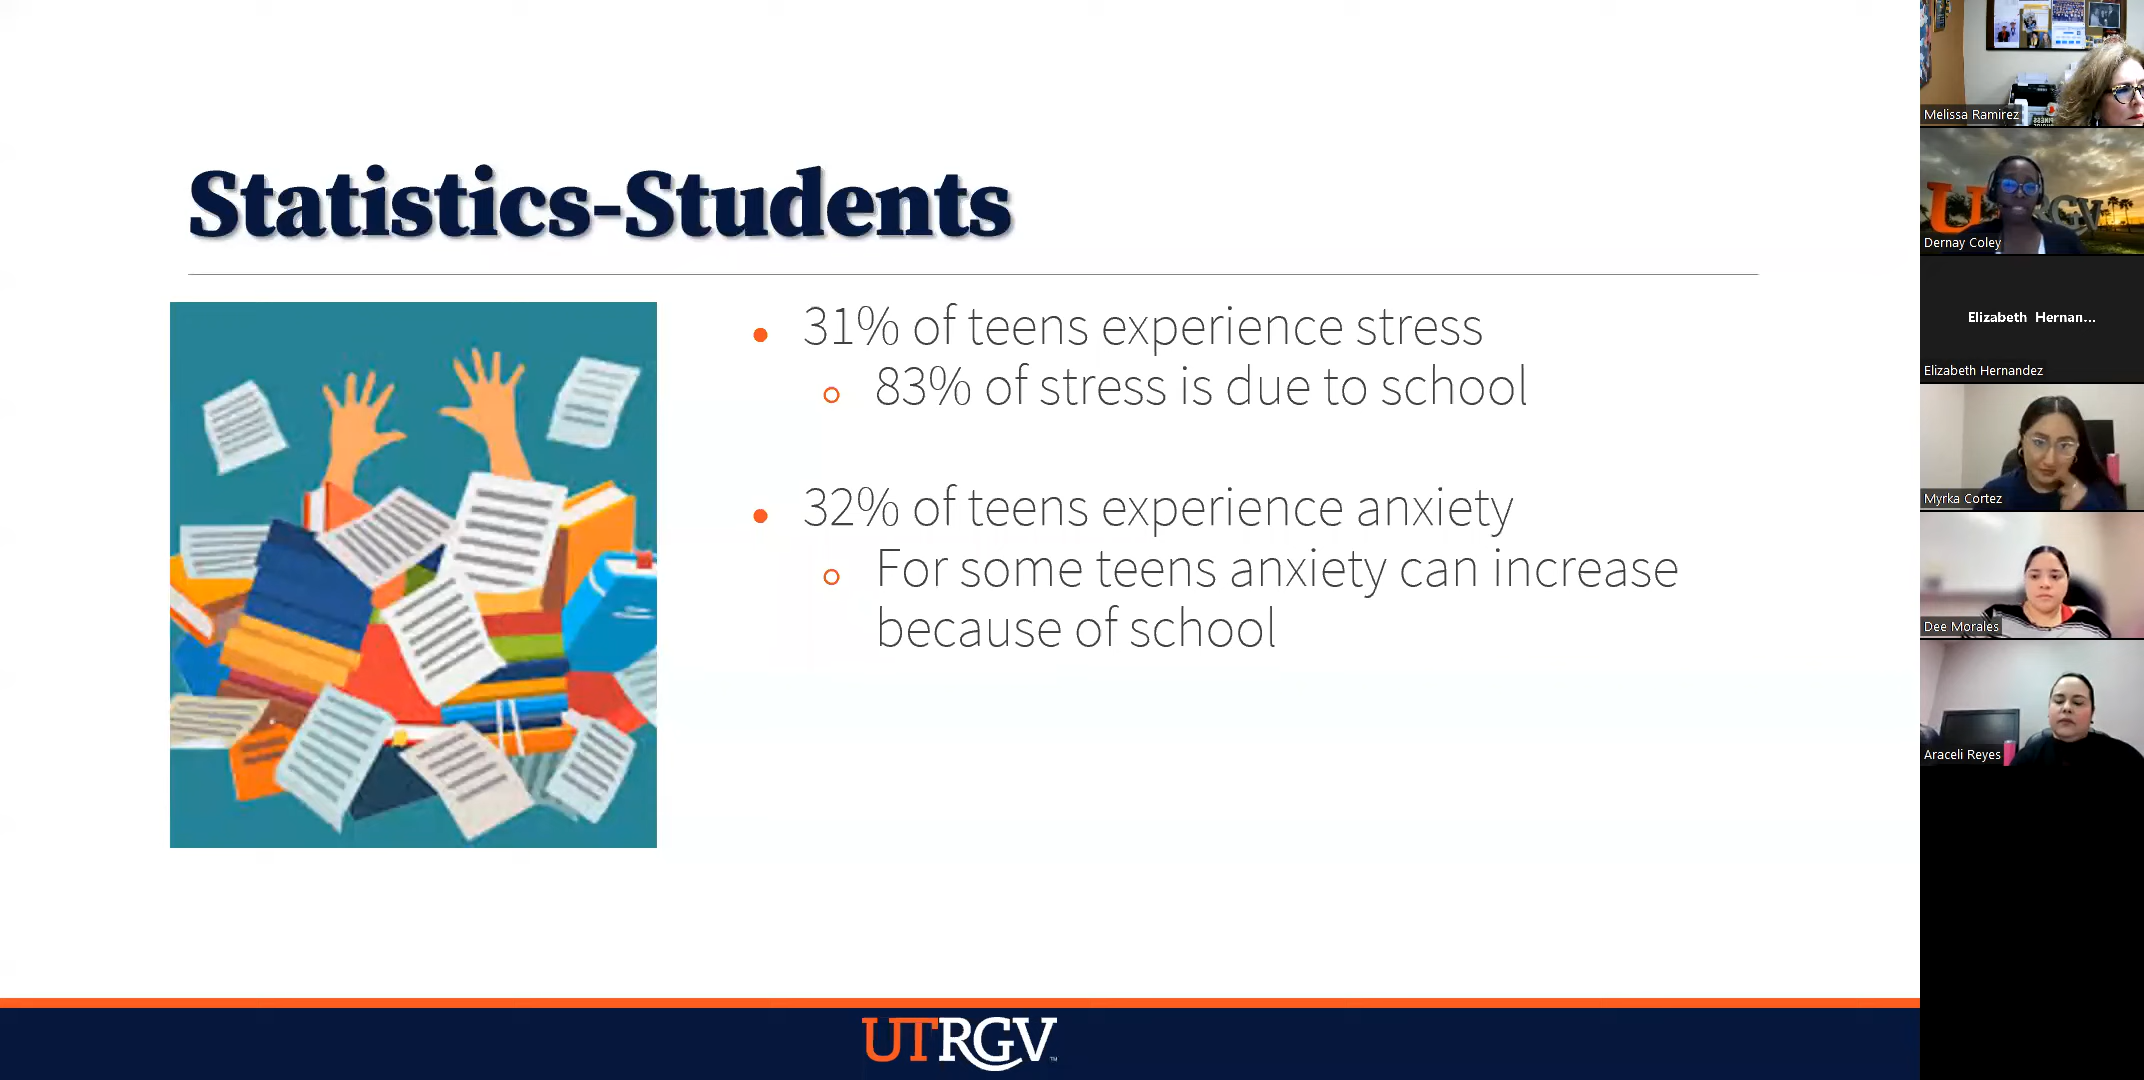 Statistics-Students
31% of teens experience stress
83% of stress is due to school
32% of teens experience anxiety
For some teens anxiety can increase
because of school
UTRGV
Melissa Ramirez
UTRGV
Dernay Coley
Elizabeth Hernan...
Elizabeth Hernandez
Myrka Cortez
Dee Morales
Araceli Reyes